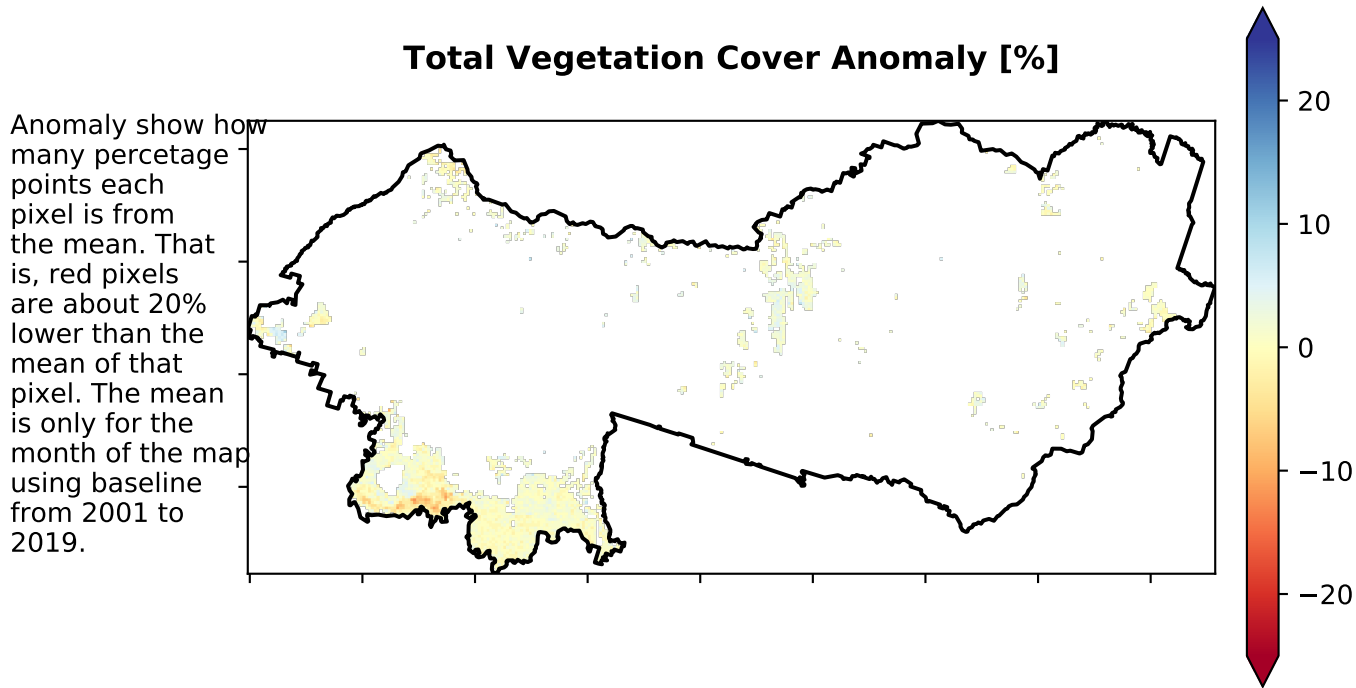 Total Vegetation Cover Anomaly [%]
Anomaly show how
many percetage
points each
pixel is from
the mean. That
is, red pixels
are about 20%
lower than the
mean of that
pixel. The mean
is only for the
month of the map
using baseline
from 2001 to
2019.
20
10
0
−10
−20